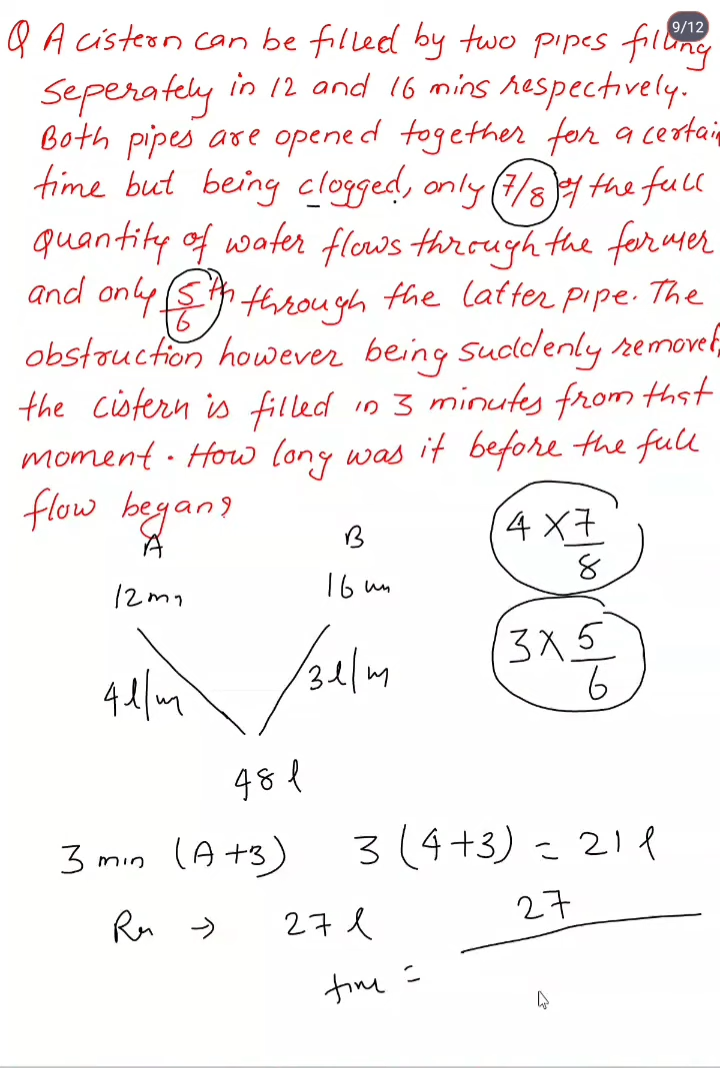 9/12
Q A cistern can be filled by two pipes filling
seperately in 12 and 16 mins respectively.
Both pipes are opened together for a certain
time but being clogged, only 7/8 of the full
quantity of water flows through the former
and only 5/6 th through the latter pipe. The
obstruction however being suddenly removed,
the cistern is filled in 3 minutes from that
moment. How long was it before the full
flow began?
A B
12 mn 16 mn
4 × 7/8
3 × 5/6
4 l/m 3 l/m
48 l
3 min (A+3) 3 (4+3) = 21 l
Rm → 27 l
27
time =